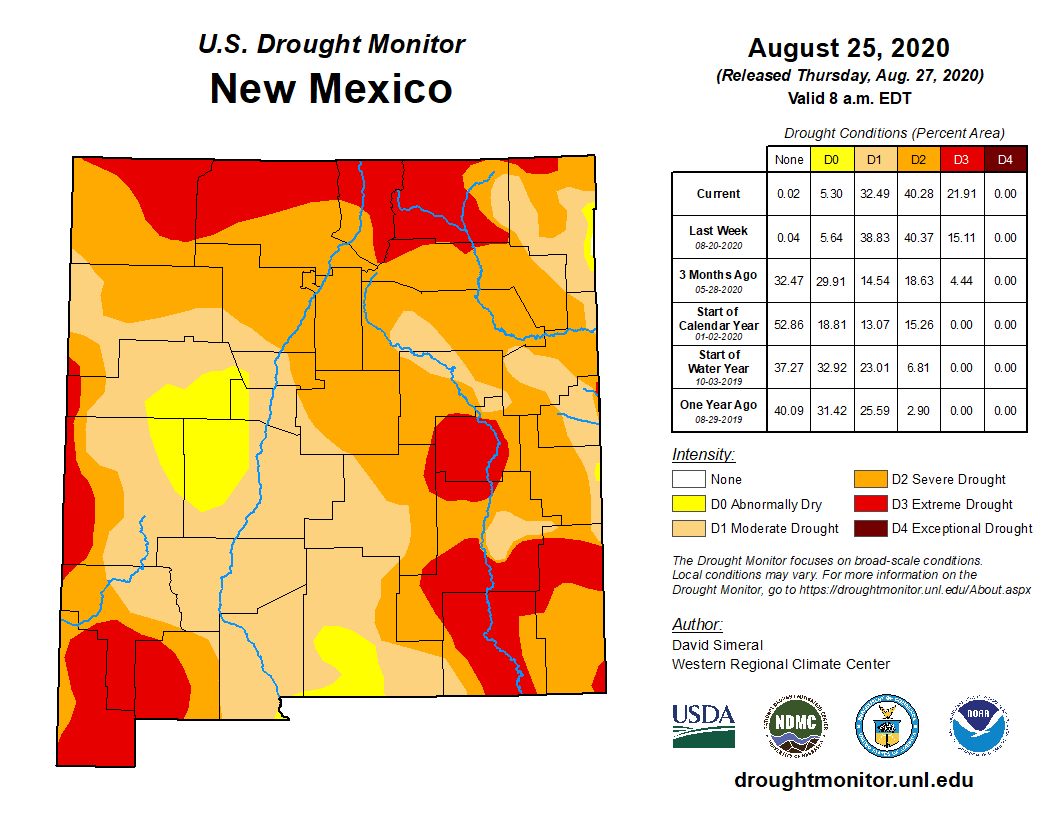 U.S. Drought Monitor
New Mexico
August 25, 2020
(Released Thursday, Aug. 27, 2020)
Valid 8 a.m. EDT
Drought Conditions (Percent Area)
None D0 D1 D2 D3 D4
Current 0.02 5.30 32.49 40.28 21.91 0.00
Last Week
08-20-2020
0.04 5.64 38.83 40.37 15.11 0.00
3 Months Ago
05-28-2020
32.47 29.91 14.54 18.63 4.44 0.00
Start of
Calendar Year
01-02-2020
52.86 18.81 13.07 15.26 0.00 0.00
Start of
Water Year
10-03-2019
37.27 32.92 23.01 6.81 0.00 0.00
One Year Ago
08-29-2019
40.09 31.42 25.59 2.90 0.00 0.00
Intensity:
None
D0 Abnormally Dry
D1 Moderate Drought
D2 Severe Drought
D3 Extreme Drought
D4 Exceptional Drought
The Drought Monitor focuses on broad-scale conditions.
Local conditions may vary. For more information on the
Drought Monitor, go to https://droughtmonitor.unl.edu/About.aspx
Author:
David Simeral
Western Regional Climate Center
USDA
NDMC
NOAA
droughtmonitor.unl.edu